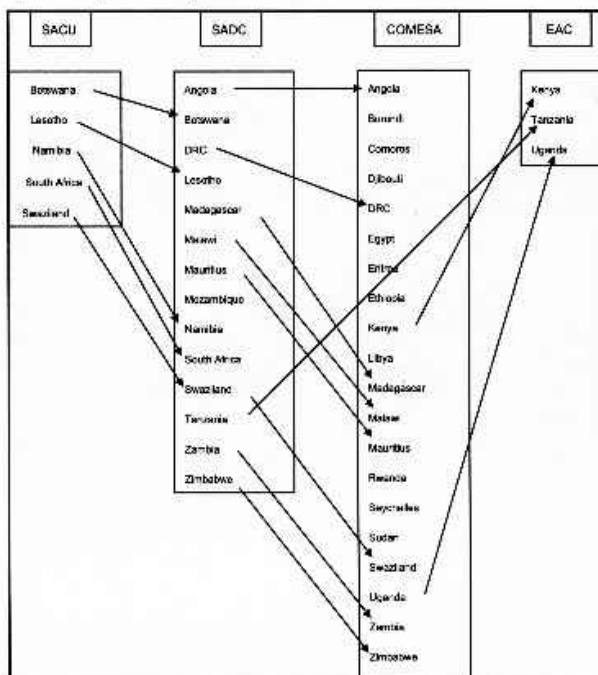 SACU
SADC
COMESA
EAC
Botswana
Lesotho
Namibia
South Africa
Swaziland
Angola
Botswana
DRC
Lesotho
Madagascar
Malawi
Mauritius
Mozambique
Namibia
South Africa
Swaziland
Tanzania
Zambia
Zimbabwe
Angola
Burundi
Comoros
Djibouti
DRC
Egypt
Eritrea
Ethiopia
Kenya
Libya
Madagascar
Malawi
Mauritius
Rwanda
Seychelles
Sudan
Swaziland
Uganda
Zambia
Zimbabwe
Kenya
Tanzania
Uganda